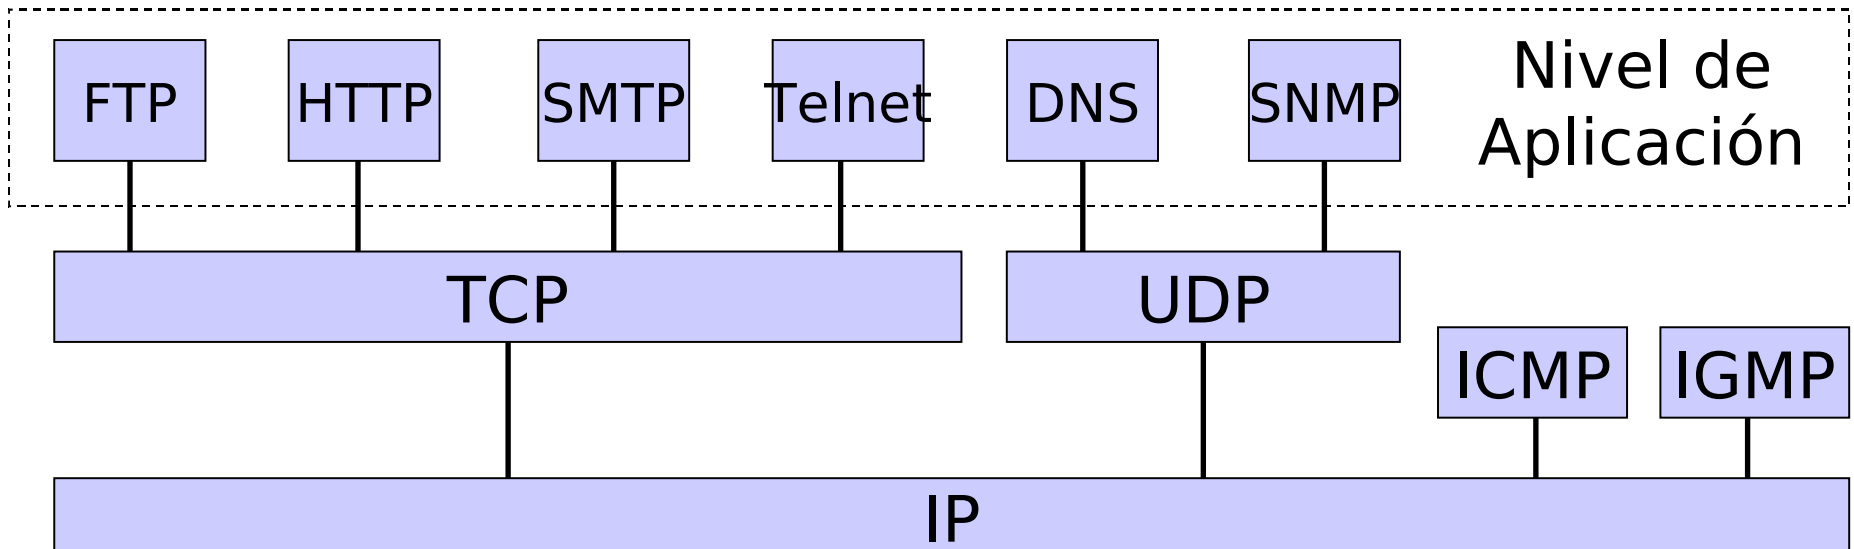 FTP
HTTP
SMTP
Telnet
DNS
SNMP
Nivel de
Aplicación
TCP
UDP
ICMP
IGMP
IP